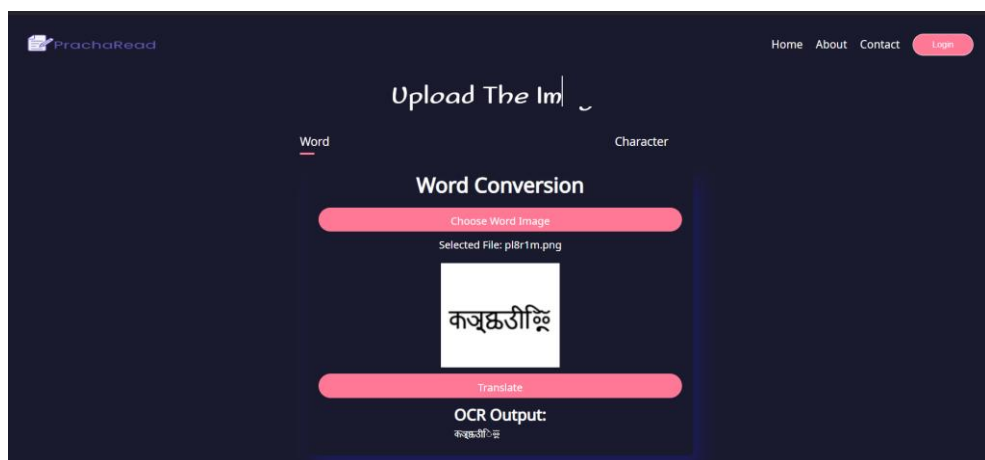 PrachaRead
Home About Contact Login
Upload The Im
Word Character
Word Conversion
Choose Word Image
Selected File: pl8r1m.png
Translate
OCR Output: